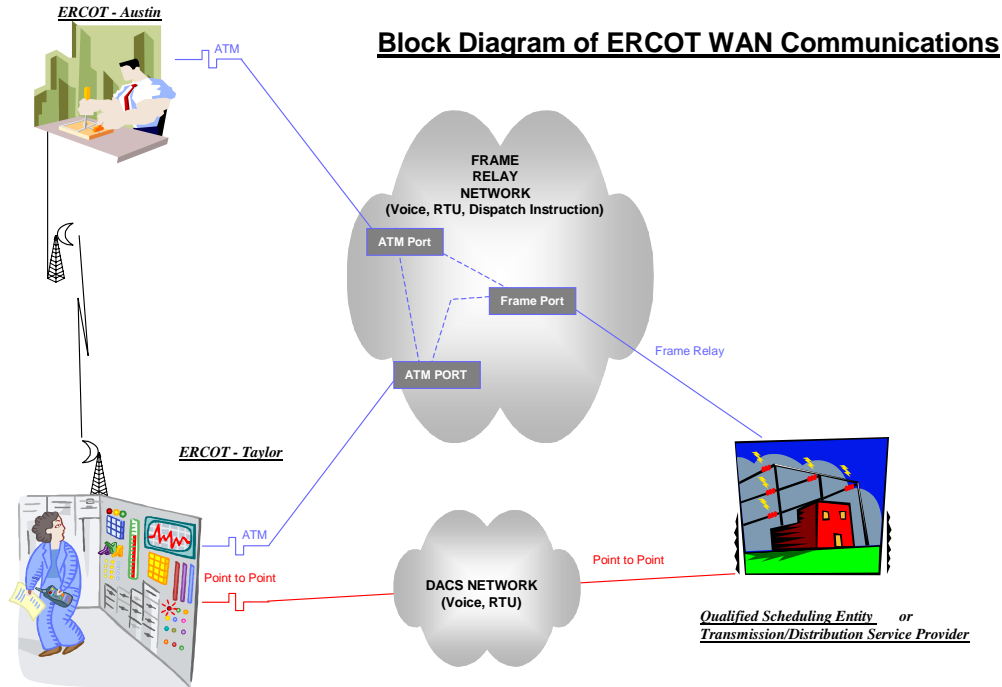 ERCOT - Austin
ATM
Block Diagram of ERCOT WAN Communications
FRAME
RELAY
NETWORK
(Voice, RTU, Dispatch Instruction)
ATM Port
Frame Port
ATM PORT
Frame Relay
ERCOT - Taylor
ATM
Point to Point
DACS NETWORK
(Voice, RTU)
Point to Point
Qualified Scheduling Entity or
Transmission/Distribution Service Provider